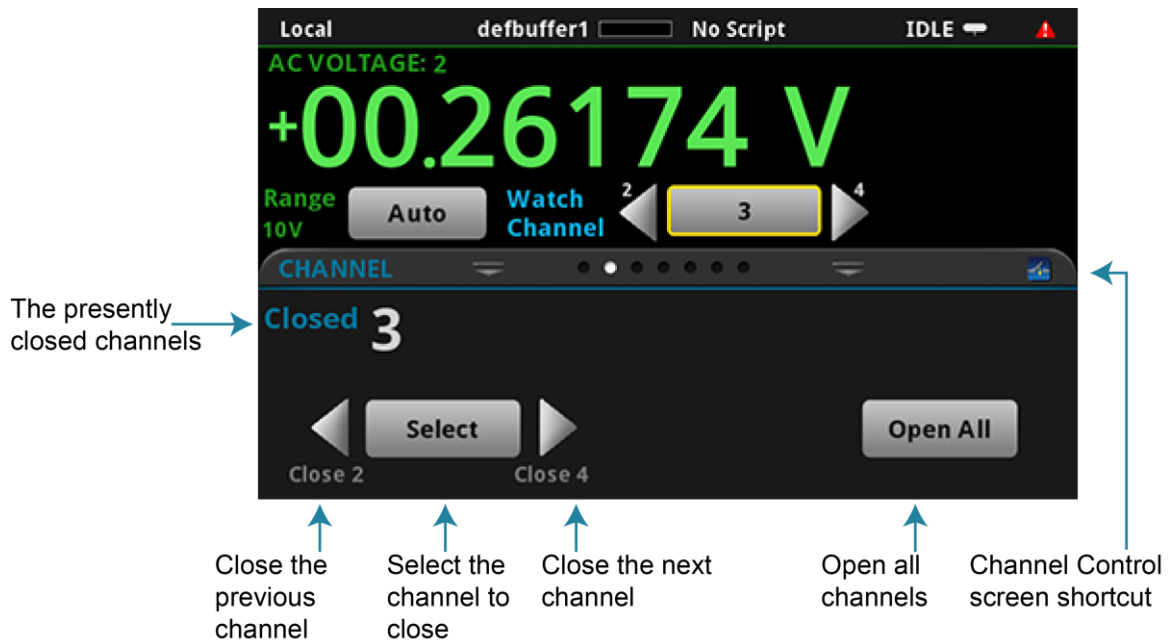 Local defbuffer1 No Script IDLE
AC VOLTAGE: 2
+00.26174 V
Range
10V
Auto
Watch
Channel
2
3
4
CHANNEL
The presently
closed channels
Closed 3
Select
Open All
Close 2
Close 4
Close the
previous
channel
Select the
channel to
close
Close the next
channel
Open all
channels
Channel Control
screen shortcut